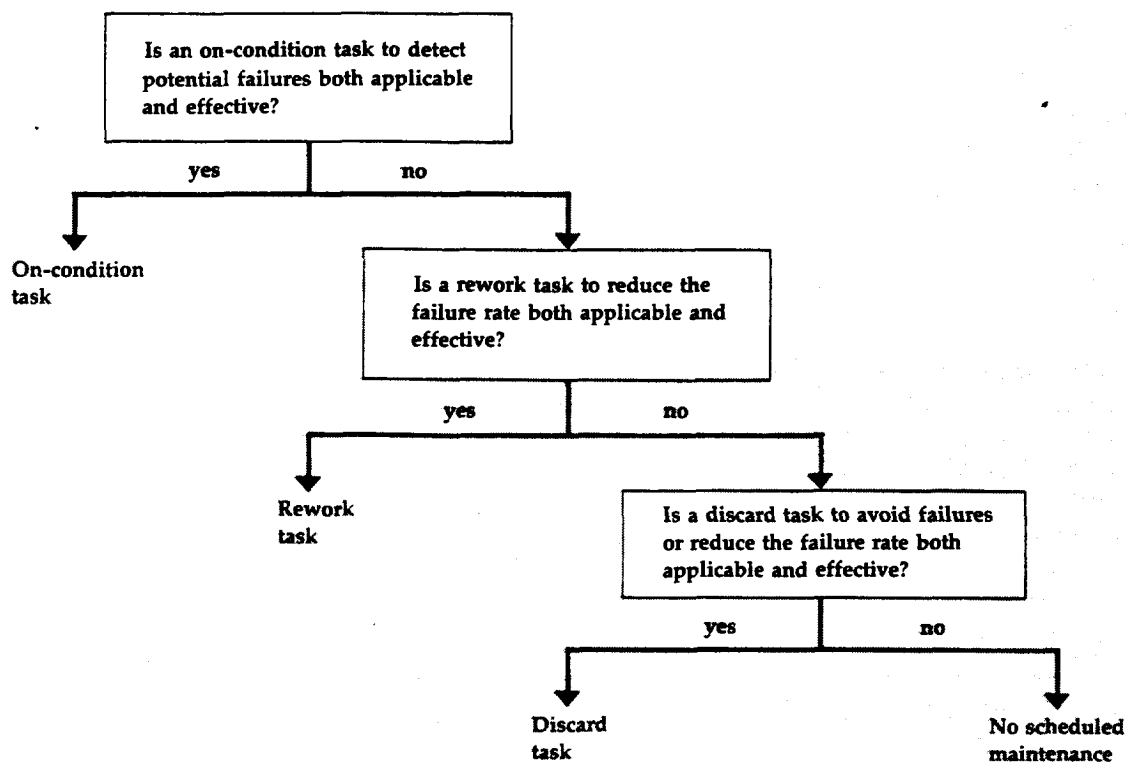 Is an on-condition task to detect
potential failures both applicable
and effective?
yes
no
On-condition
task
Is a rework task to reduce the
failure rate both applicable and
effective?
yes
no
Rework
task
Is a discard task to avoid failures
or reduce the failure rate both
applicable and effective?
yes
no
Discard
task
No scheduled
maintenance